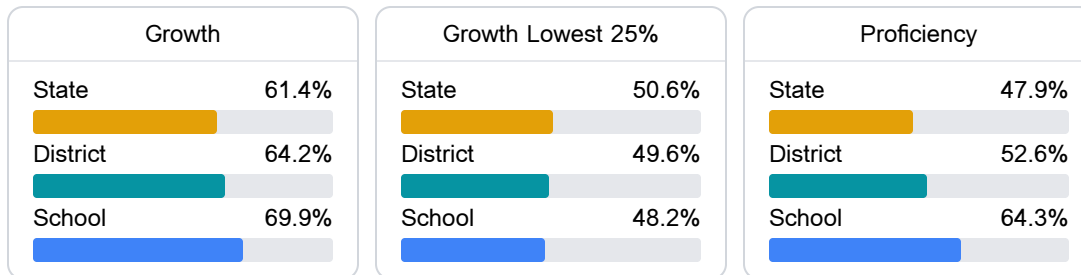 Growth
State 61.4%
District 64.2%
School 69.9%
Growth Lowest 25%
State 50.6%
District 49.6%
School 48.2%
Proficiency
State 47.9%
District 52.6%
School 64.3%